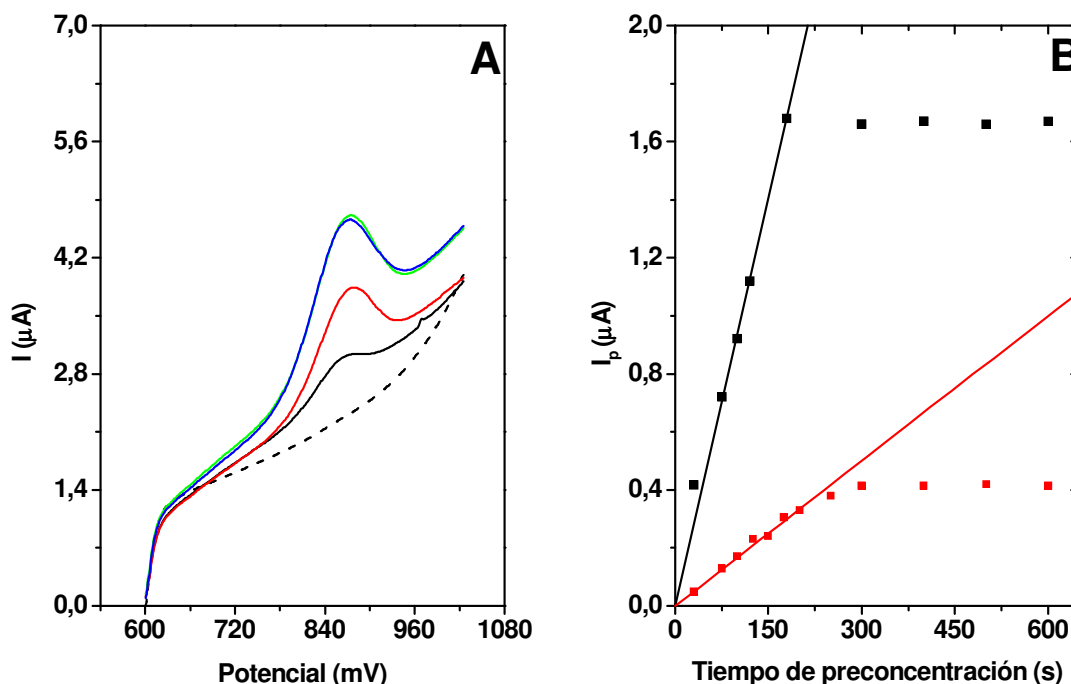 A
7,0
5,6
4,2
2,8
1,4
0,0
I (μA)
600 720 840 960 1080
Potencial (mV)
B
2,0
1,6
1,2
0,8
0,4
0,0
Ip (μA)
0 150 300 450 600
Tiempo de preconcentración (s)